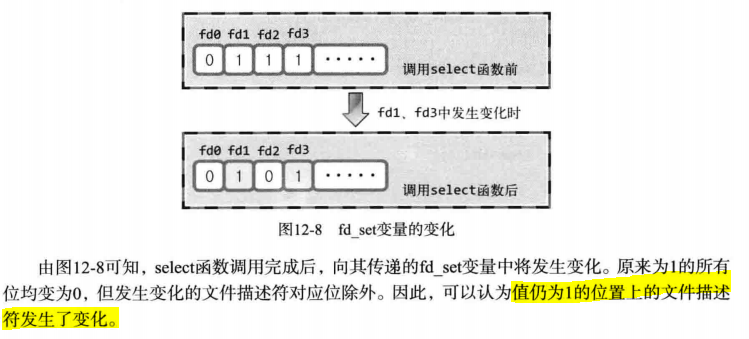 fd0 fd1 fd2 fd3
0 1 1 1 ·····
调用select函数前
fd1、fd3中发生变化时
fd0 fd1 fd2 fd3
0 1 0 1 ·····
调用select函数后
图12-8 fd_set变量的变化
由图12-8可知，select函数调用完成后，向其传递的fd_set变量中将发生变化。原来为1的所有
位均变为0，但发生变化的文件描述符对应位除外。因此，可以认为值仍为1的位置上的文件描述
符发生了变化。